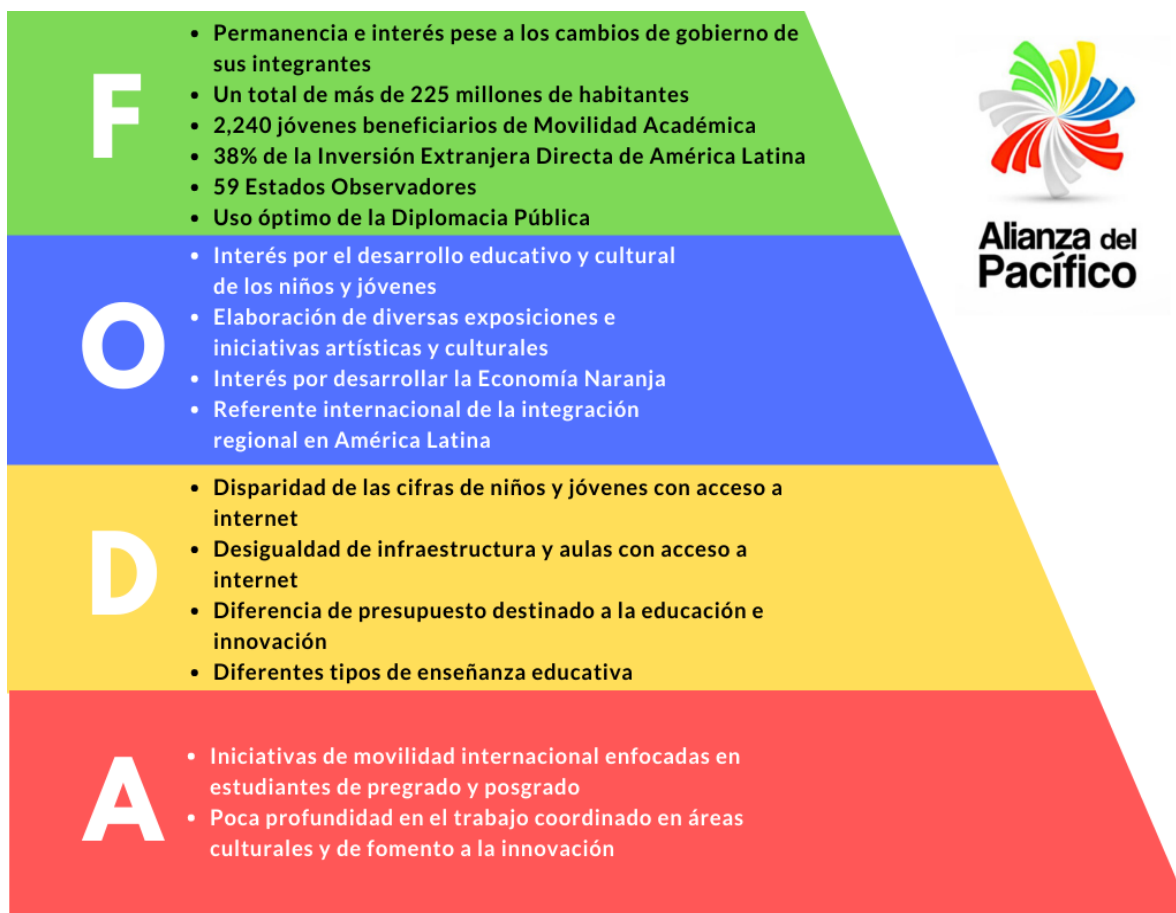 F
• Permanencia e interés pese a los cambios de gobierno de
sus integrantes
• Un total de más de 225 millones de habitantes
• 2,240 jóvenes beneficiarios de Movilidad Académica
• 38% de la Inversión Extranjera Directa de América Latina
• 59 Estados Observadores
• Uso óptimo de la Diplomacia Pública
Alianza del
Pacífico
O
• Interés por el desarrollo educativo y cultural
de los niños y jóvenes
• Elaboración de diversas exposiciones e
iniciativas artísticas y culturales
• Interés por desarrollar la Economía Naranja
• Referente internacional de la integración
regional en América Latina
D
• Disparidad de las cifras de niños y jóvenes con acceso a
internet
• Desigualdad de infraestructura y aulas con acceso a
internet
• Diferencia de presupuesto destinado a la educación e
innovación
• Diferentes tipos de enseñanza educativa
A
• Iniciativas de movilidad internacional enfocadas en
estudiantes de pregrado y posgrado
• Poca profundidad en el trabajo coordinado en áreas
culturales y de fomento a la innovación